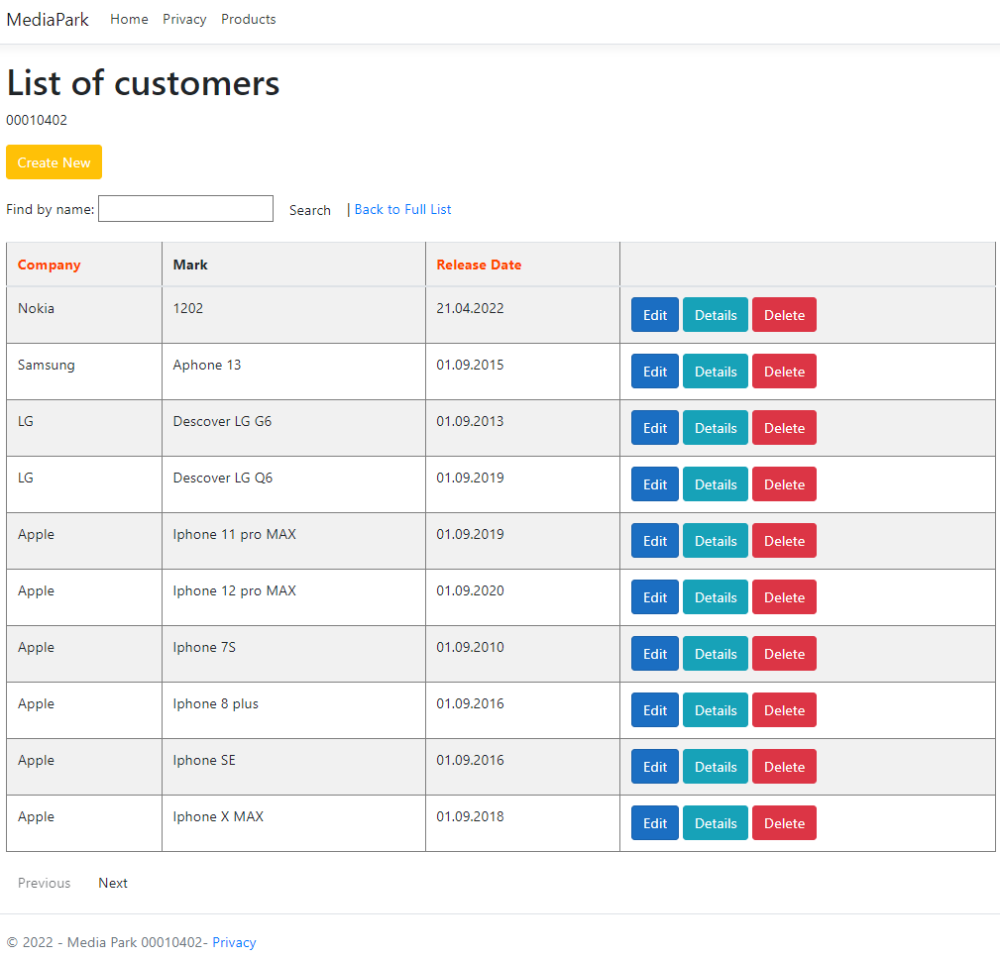 MediaPark Home Privacy Products
List of customers
00010402
Create New
Find by name: Search | Back to Full List
Company Mark Release Date
Nokia 1202 21.04.2022 Edit Details Delete
Samsung Aphone 13 01.09.2015 Edit Details Delete
LG Descover LG G6 01.09.2013 Edit Details Delete
LG Descover LG Q6 01.09.2019 Edit Details Delete
Apple Iphone 11 pro MAX 01.09.2019 Edit Details Delete
Apple Iphone 12 pro MAX 01.09.2020 Edit Details Delete
Apple Iphone 7S 01.09.2010 Edit Details Delete
Apple Iphone 8 plus 01.09.2016 Edit Details Delete
Apple Iphone SE 01.09.2016 Edit Details Delete
Apple Iphone X MAX 01.09.2018 Edit Details Delete
Previous Next
© 2022 - Media Park 00010402- Privacy